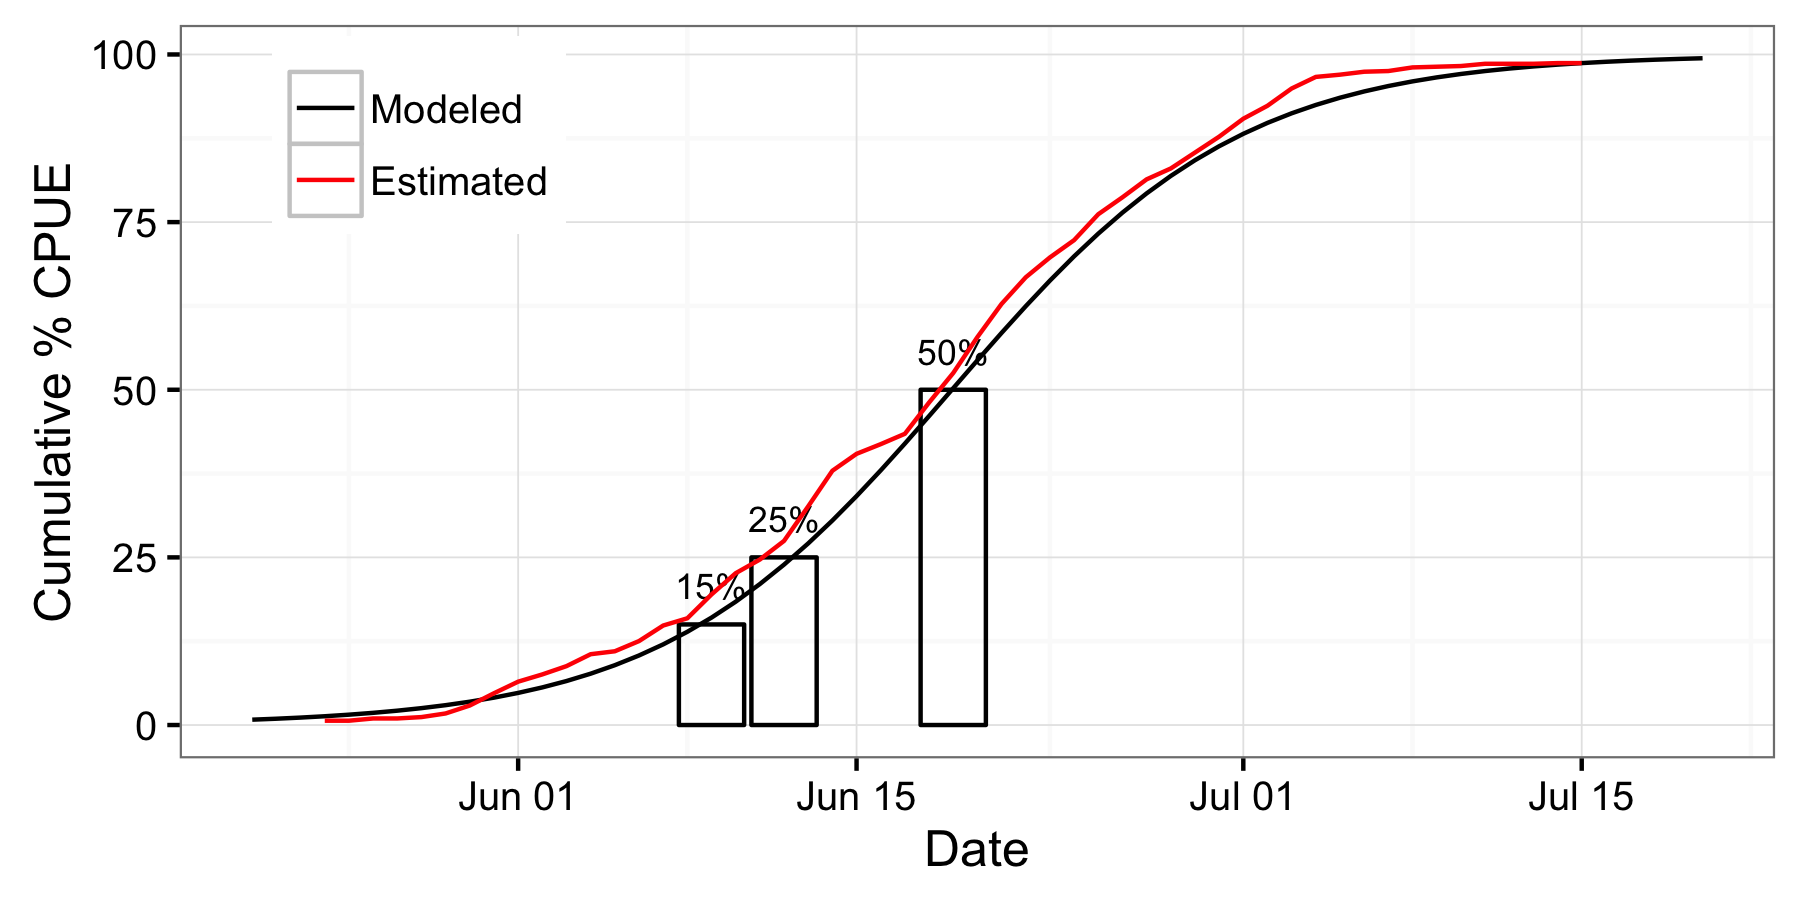 Cumulative % CPUE
100
75
50
25
0
Modeled
Estimated
15%
25%
50%
Jun 01
Jun 15
Jul 01
Jul 15
Date